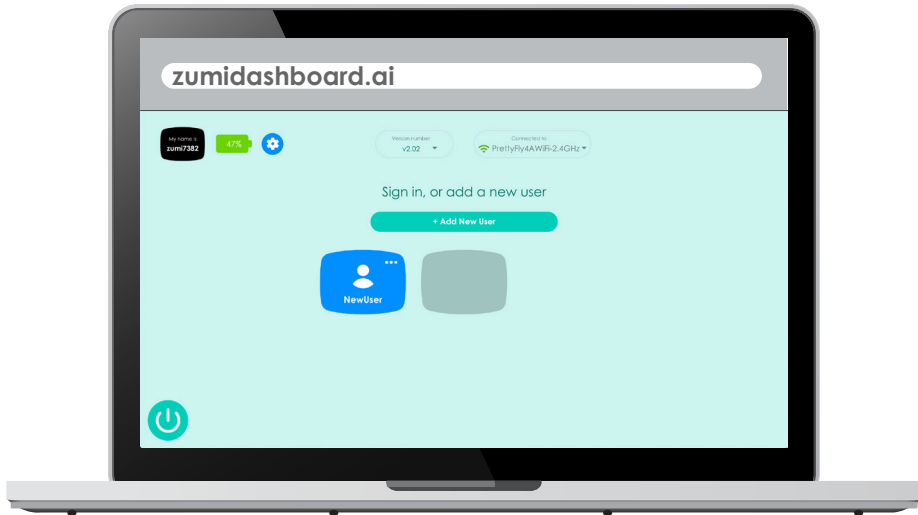 zumidashboard.ai
My name is
zumi7382
47%
Version number
v2.02
Connected to
PrettyFly4AWiFi-2.4GHz
Sign in, or add a new user
+ Add New User
NewUser